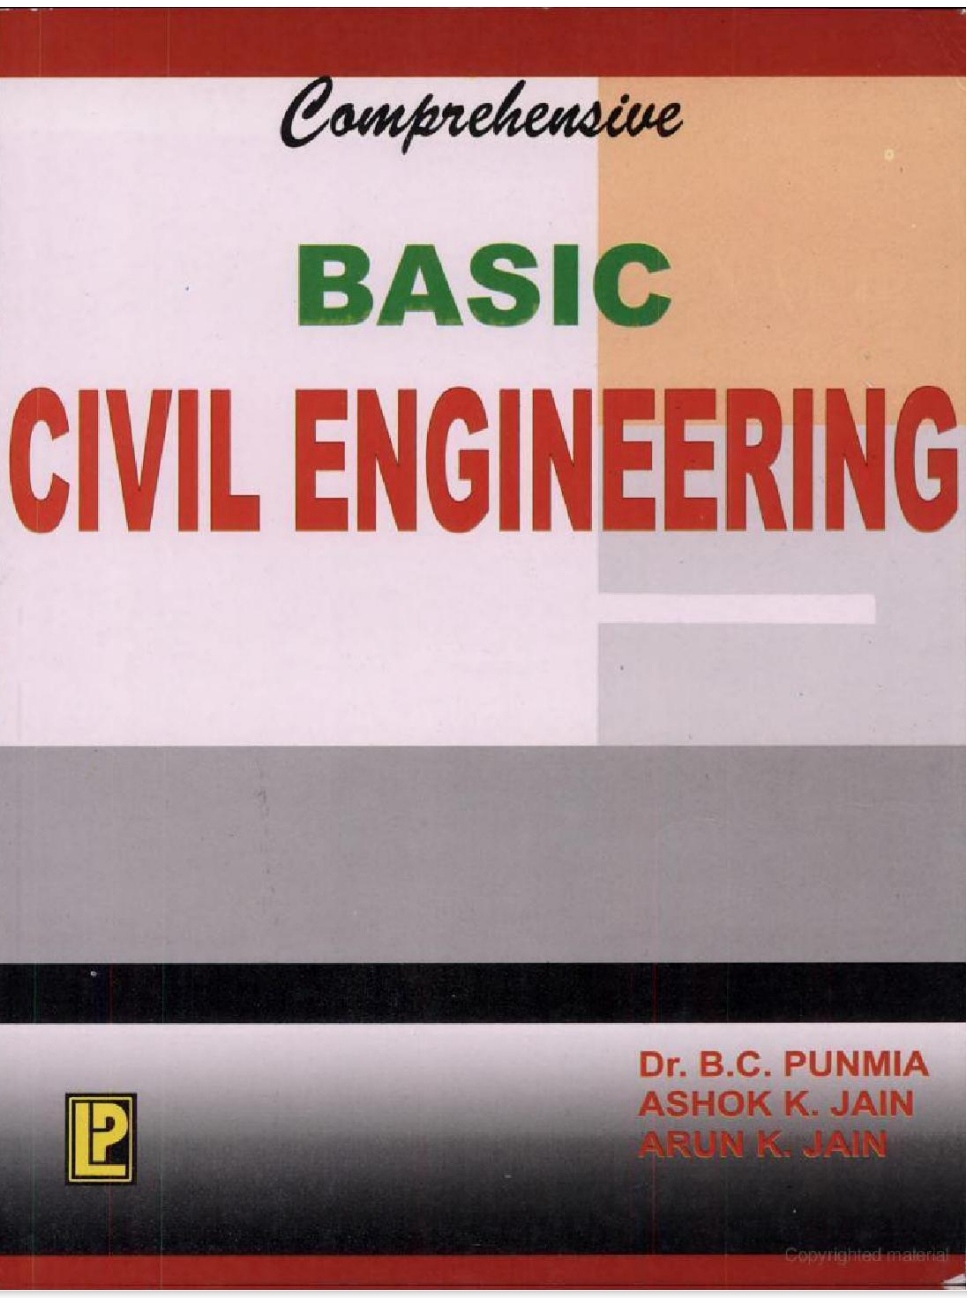 Comprehensive
BASIC
CIVIL ENGINEERING
Dr. B.C. PUNMIA
ASHOK K. JAIN
ARUN K. JAIN
LP
Copyrighted material